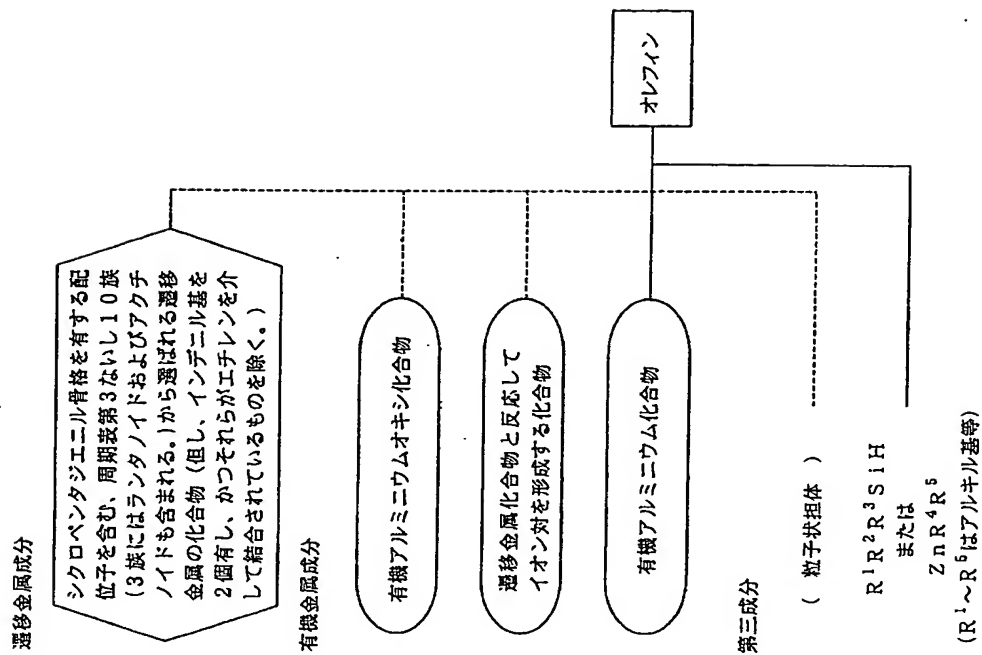 遷移金属成分
シクロペンタジエニル骨格を有する配
位子を含む、周期表第3ないし10族
(3族にはランタノイドおよびアクチ
ノイドも含まれる。)から選ばれる遷移
金属の化合物(但し、インデニル基を
2個有し、かつそれらがエチレンを介
して結合されているものを除く。)
有機金属成分
有機アルミニウムオキシ化合物
遷移金属化合物と反応して
イオン対を形成する化合物
有機アルミニウム化合物
オレフィン
第三成分
( 粒子状担体 )
R¹R²R³SiH
または
ZnR⁴R⁵
(R¹~R⁵はアルキル基等)